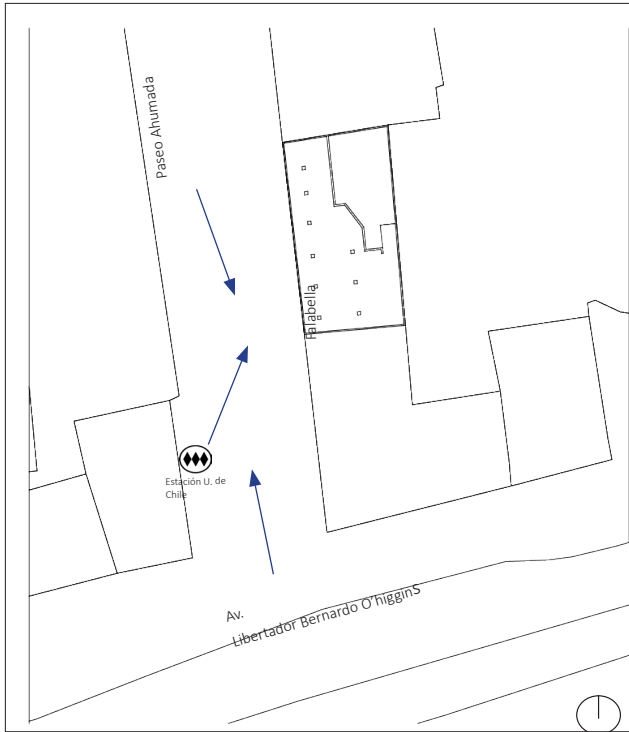 Paseo Ahumada
Falabella
Estación U. de
Chile
Av.
Libertador Bernardo O'higginS